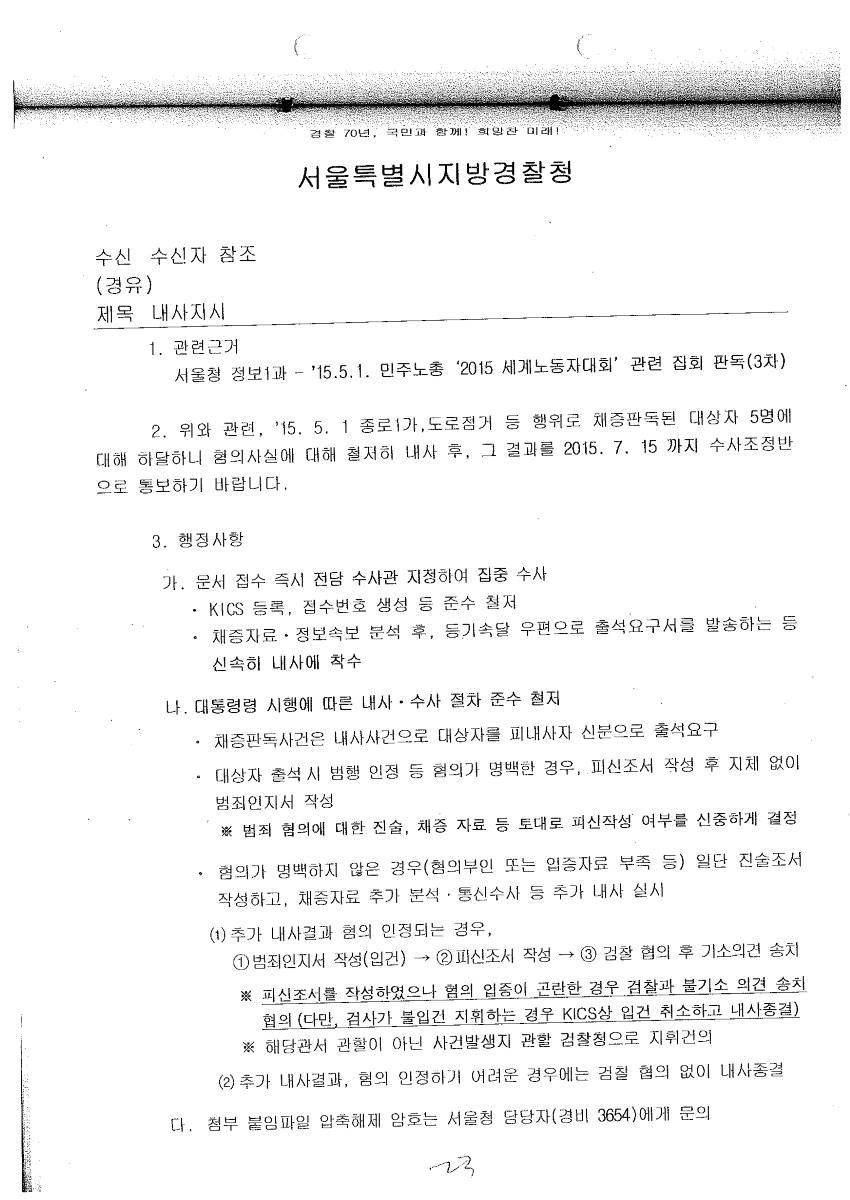 경찰 70년, 국민과 함께! 희망찬 미래!
서울특별시지방경찰청
수신 수신자 참조
(경유)
제목 내사지시
1. 관련근거
서울청 정보1과 - '15.5.1. 민주노총 '2015 세계노동자대회' 관련 집회 판독(3차)
2. 위와 관련, '15. 5. 1 종로1가,도로점거 등 행위로 채증판독된 대상자 5명에
대해 하달하니 혐의사실에 대해 철저히 내사 후, 그 결과를 2015. 7. 15 까지 수사조정반
으로 통보하기 바랍니다.
3. 행정사항
가. 문서 접수 즉시 전담 수사관 지정하여 집중 수사
· KICS 등록, 접수번호 생성 등 준수 철저
· 채증자료·정보속보 분석 후, 등기속달 우편으로 출석요구서를 발송하는 등
신속히 내사에 착수
나. 대통령령 시행에 따른 내사·수사 절차 준수 철저
· 채증판독사건은 내사사건으로 대상자를 피내사자 신분으로 출석요구
· 대상자 출석 시 범행 인정 등 혐의가 명백한 경우, 피신조서 작성 후 지체 없이
범죄인지서 작성
※ 범죄 혐의에 대한 진술, 채증 자료 등 토대로 피신작성 여부를 신중하게 결정
· 혐의가 명백하지 않은 경우(혐의부인 또는 입증자료 부족 등) 일단 진술조서
작성하고, 채증자료 추가 분석·통신수사 등 추가 내사 실시
⑴ 추가 내사결과 혐의 인정되는 경우,
① 범죄인지서 작성(입건) → ② 피신조서 작성 → ③ 검찰 협의 후 기소의견 송치
※ 피신조서를 작성하였으나 혐의 입증이 곤란한 경우 검찰과 불기소 의견 송치
협의 (다만, 검사가 불입건 지휘하는 경우 KICS상 입건 취소하고 내사종결)
※ 해당관서 관할이 아닌 사건발생지 관할 검찰청으로 지휘건의
⑵ 추가 내사결과, 혐의 인정하기 어려운 경우에는 검찰 협의 없이 내사종결
다. 첨부 붙임파일 압축해제 암호는 서울청 담당자(경비 3654)에게 문의
23